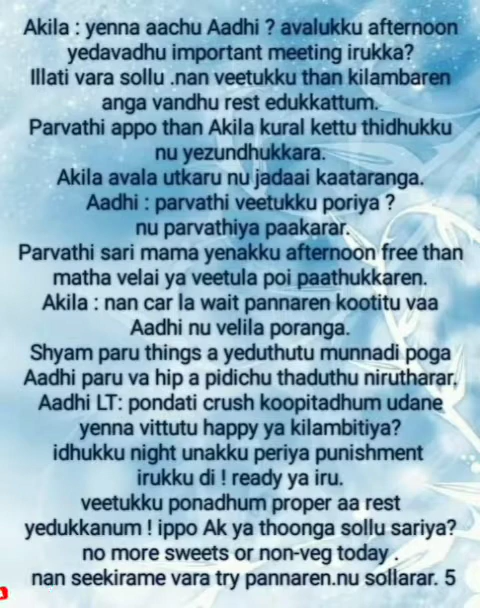 Akila : yenna aachu Aadhi ? avalukku afternoon
yedavadhu important meeting irukka?
Illati vara sollu .nan veetukku than kilambaren
anga vandhu rest edukkattum.
Parvathi appo than Akila kural kettu thidhukku
nu yezundhukkara.
Akila avala utkaru nu jadaai kaataranga.
Aadhi : parvathi veetukku poriya ?
nu parvathiya paakarar.
Parvathi sari mama yenakku afternoon free than
matha velai ya veetula poi paathukkaren.
Akila : nan car la wait pannaren kootitu vaa
Aadhi nu velila poranga.
Shyam paru things a yeduthutu munnadi poga
Aadhi paru va hip a pidichu thaduthu nirutharar.
Aadhi LT: pondati crush koopitadhum udane
yenna vittutu happy ya kilambitiya?
idhukku night unakku periya punishment
irukku di ! ready ya iru.
veetukku ponadhum proper aa rest
yedukkanum ! ippo Ak ya thoonga sollu sariya?
no more sweets or non-veg today .
nan seekirame vara try pannaren.nu sollarar. 5